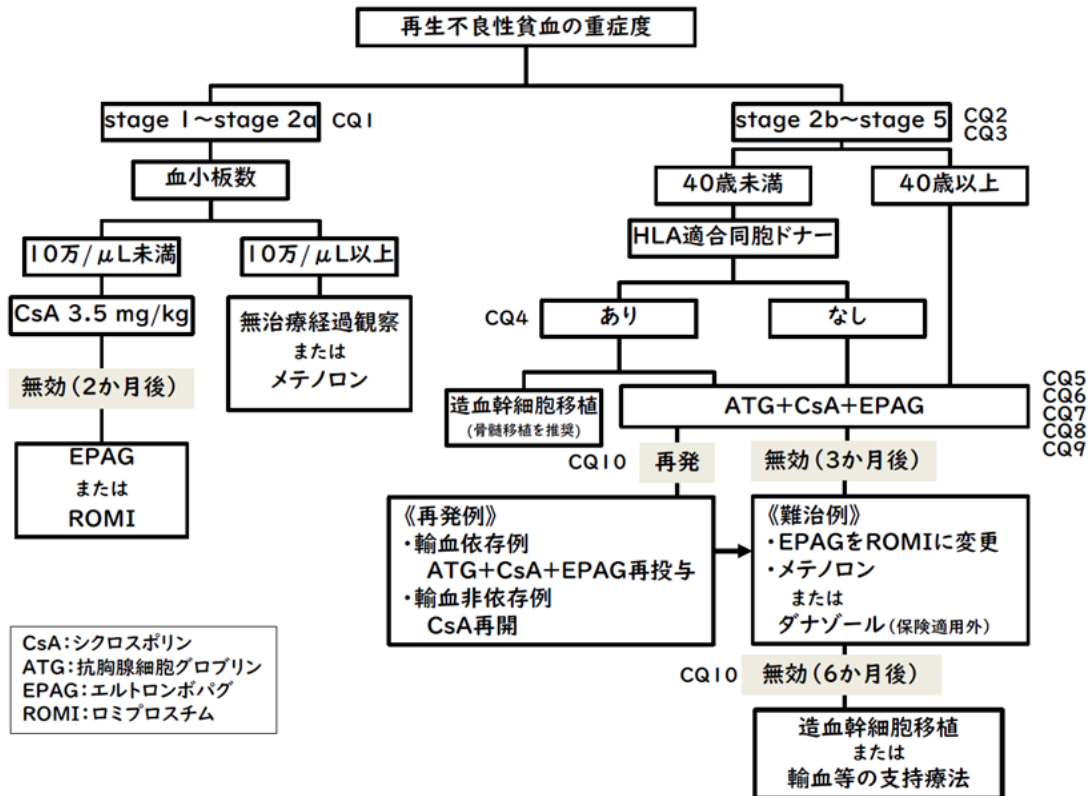 再生不良性貧血の重症度
stage 1～stage 2a
CQ1
stage 2b～stage 5
CQ2
CQ3
血小板数
40歳未満
40歳以上
HLA適合同胞ドナー
10万/μL未満
10万/μL以上
CsA 3.5 mg/kg
無治療経過観察
または
メテノロン
CQ4
あり
なし
無効(2か月後)
EPAG
または
ROMI
造血幹細胞移植
(骨髄移植を推奨)
ATG+CsA+EPAG
CQ5
CQ6
CQ7
CQ8
CQ9
CQ10
再発
無効(3か月後)
《再発例》
・輸血依存例
ATG+CsA+EPAG再投与
・輸血非依存例
CsA再開
《難治例》
・EPAGをROMIに変更
・メテノロン
または
ダナゾール(保険適用外)
CQ10
無効(6か月後)
造血幹細胞移植
または
輸血等の支持療法
CsA:シクロスポリン
ATG:抗胸腺細胞グロブリン
EPAG:エルトロンボパグ
ROMI:ロミプロスチム